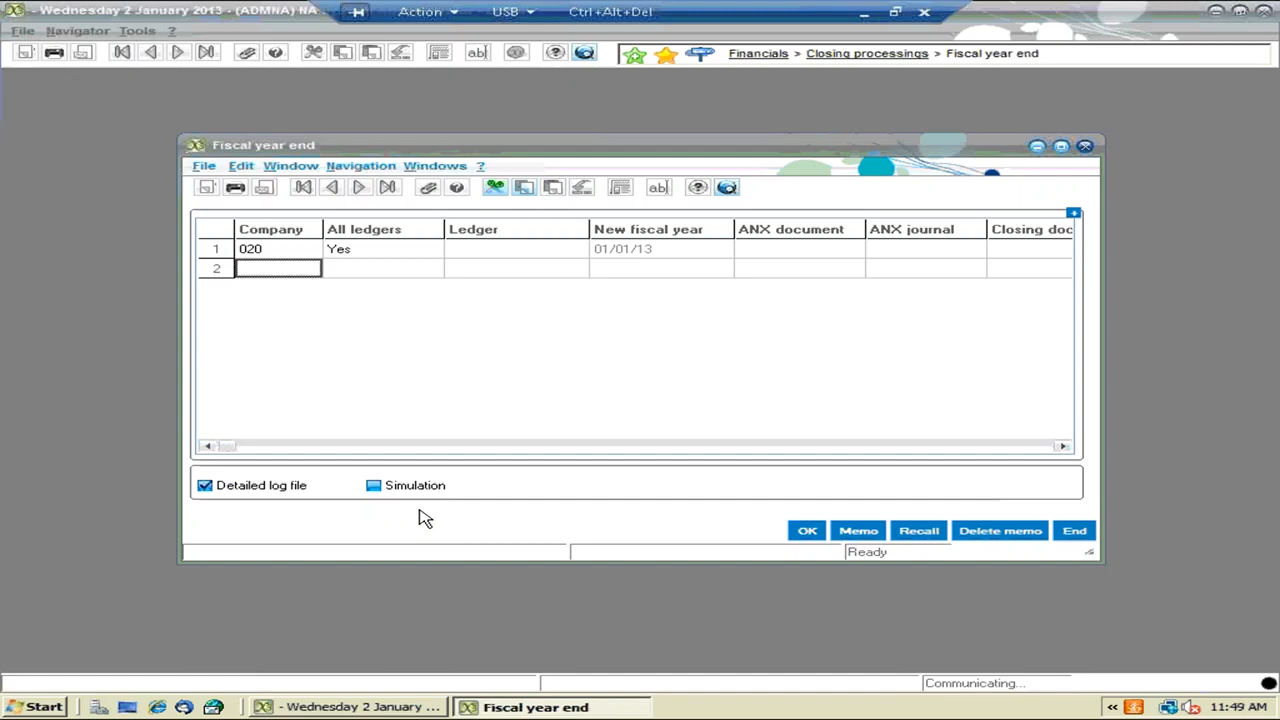 - Wednesday 2 January 2013 - (ADMNA) NA
Action USB Ctrl+Alt+Del
File Navigator Tools ?
Financials > Closing processings > Fiscal year end
Fiscal year end
File Edit Window Navigation Windows ?
Company All ledgers Ledger New fiscal year ANX document ANX journal Closing doc
1 020 Yes 01/01/13
2
Detailed log file Simulation
OK Memo Recall Delete memo End
Ready
Communicating...
Start - Wednesday 2 January ... Fiscal year end « 11:49 AM